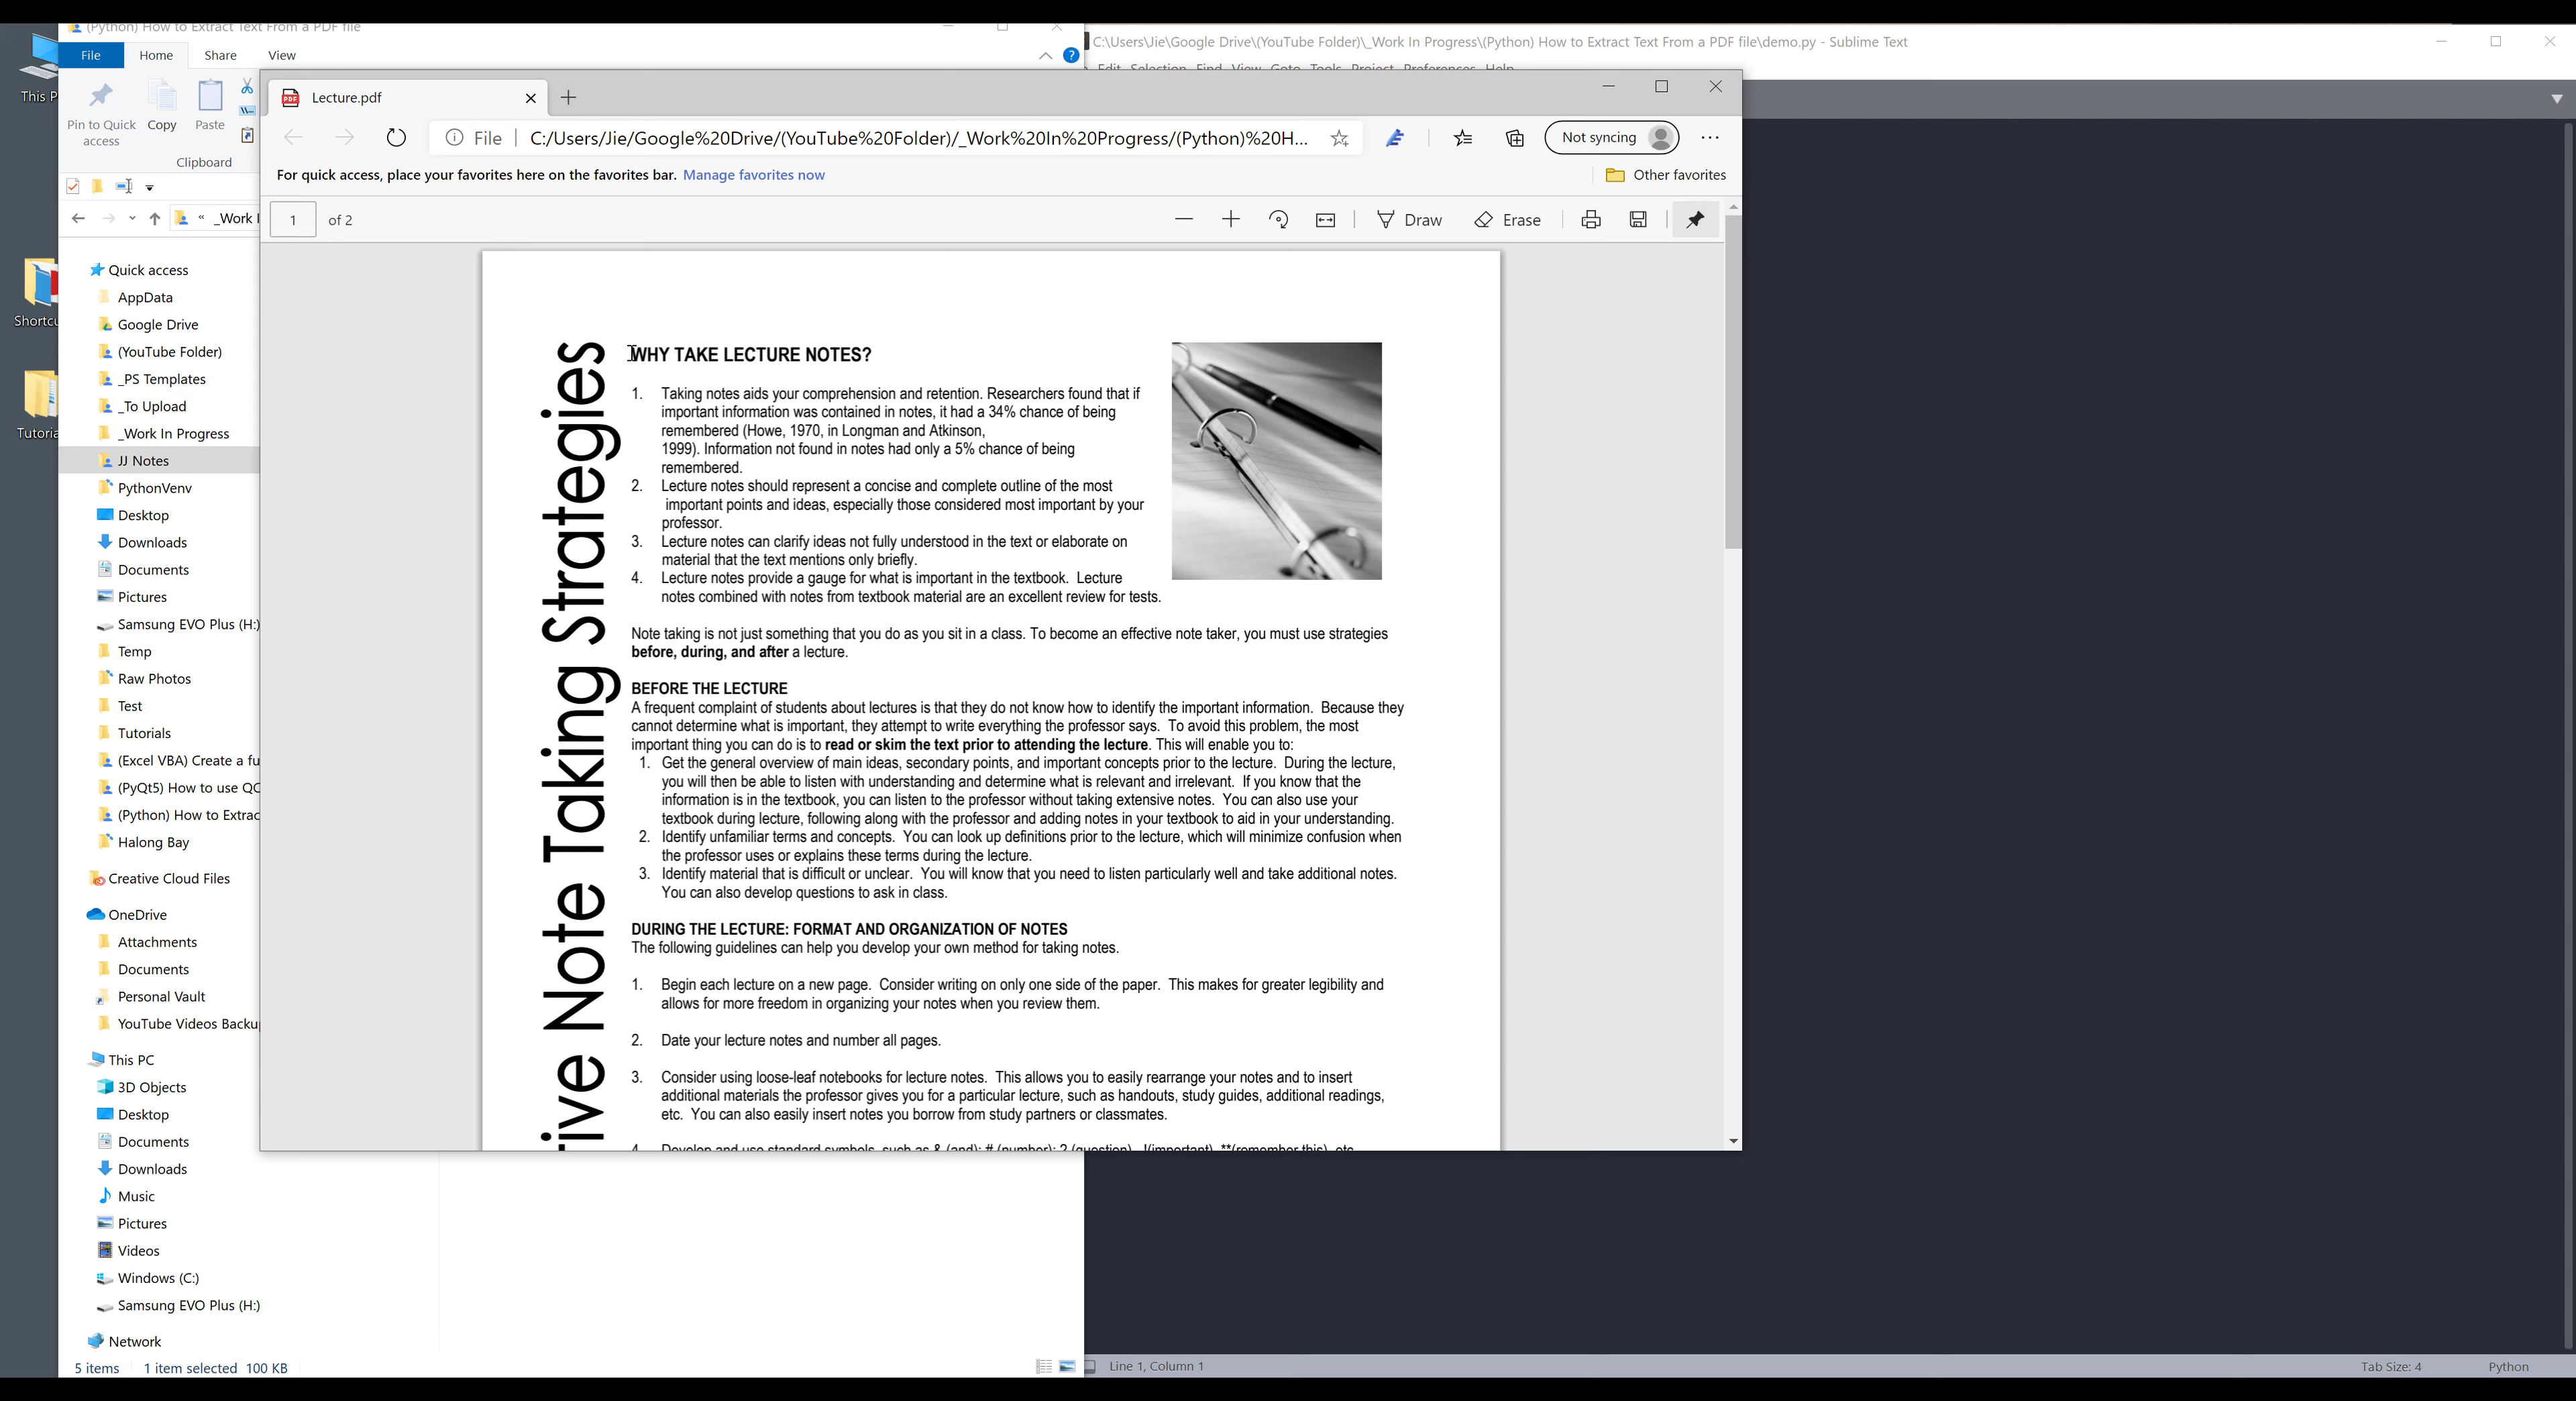 (Python) How to Extract Text From a PDF file
File Home Share View
Pin to Quick access
Copy
Paste
Clipboard
« _Work I
This P
Shortcu
Tutoria
Quick access
AppData
Google Drive
(YouTube Folder)
_PS Templates
_To Upload
_Work In Progress
JJ Notes
PythonVenv
Desktop
Downloads
Documents
Pictures
Samsung EVO Plus (H:)
Temp
Raw Photos
Test
Tutorials
(Excel VBA) Create a fu
(PyQt5) How to use QC
(Python) How to Extrac
Halong Bay
Creative Cloud Files
OneDrive
Attachments
Documents
Personal Vault
YouTube Videos Backu
This PC
3D Objects
Desktop
Documents
Downloads
Music
Pictures
Videos
Windows (C:)
Samsung EVO Plus (H:)
Network
5 items 1 item selected 100 KB
C:\Users\Jie\Google Drive\(YouTube Folder)\_Work In Progress\(Python) How to Extract Text From a PDF file\demo.py - Sublime Text
Edit Selection Find View Goto Tools Project Preferences Help
Lecture.pdf
File C:/Users/Jie/Google%20Drive/(YouTube%20Folder)/_Work%20In%20Progress/(Python)%20H...
Not syncing
For quick access, place your favorites here on the favorites bar. Manage favorites now
Other favorites
1 of 2
Draw Erase
PDF
tive Note Taking Strategies
WHY TAKE LECTURE NOTES?
1. Taking notes aids your comprehension and retention. Researchers found that if
important information was contained in notes, it had a 34% chance of being
remembered (Howe, 1970, in Longman and Atkinson,
1999). Information not found in notes had only a 5% chance of being
remembered.
2. Lecture notes should represent a concise and complete outline of the most
important points and ideas, especially those considered most important by your
professor.
3. Lecture notes can clarify ideas not fully understood in the text or elaborate on
material that the text mentions only briefly.
4. Lecture notes provide a gauge for what is important in the textbook. Lecture
notes combined with notes from textbook material are an excellent review for tests.
Note taking is not just something that you do as you sit in a class. To become an effective note taker, you must use strategies
before, during, and after a lecture.
BEFORE THE LECTURE
A frequent complaint of students about lectures is that they do not know how to identify the important information. Because they
cannot determine what is important, they attempt to write everything the professor says. To avoid this problem, the most
important thing you can do is to read or skim the text prior to attending the lecture. This will enable you to:
1. Get the general overview of main ideas, secondary points, and important concepts prior to the lecture. During the lecture,
you will then be able to listen with understanding and determine what is relevant and irrelevant. If you know that the
information is in the textbook, you can listen to the professor without taking extensive notes. You can also use your
textbook during lecture, following along with the professor and adding notes in your textbook to aid in your understanding.
2. Identify unfamiliar terms and concepts. You can look up definitions prior to the lecture, which will minimize confusion when
the professor uses or explains these terms during the lecture.
3. Identify material that is difficult or unclear. You will know that you need to listen particularly well and take additional notes.
You can also develop questions to ask in class.
DURING THE LECTURE: FORMAT AND ORGANIZATION OF NOTES
The following guidelines can help you develop your own method for taking notes.
1. Begin each lecture on a new page. Consider writing on only one side of the paper. This makes for greater legibility and
allows for more freedom in organizing your notes when you review them.
2. Date your lecture notes and number all pages.
3. Consider using loose-leaf notebooks for lecture notes. This allows you to easily rearrange your notes and to insert
additional materials the professor gives you for a particular lecture, such as handouts, study guides, additional readings,
etc. You can also easily insert notes you borrow from study partners or classmates.
4. Develop and use standard symbols, such as & (and); # (number); ? (question), !(important), **(remember this), etc.
Line 1, Column 1
Tab Size: 4
Python